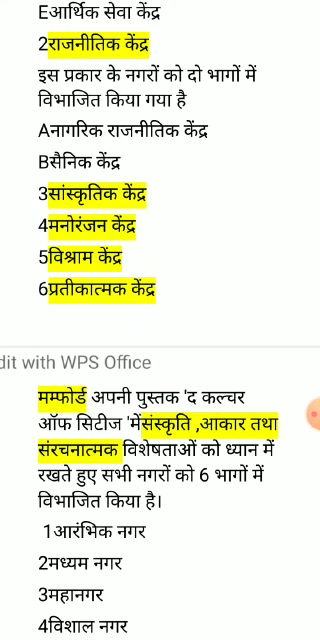 Eआर्थिक सेवा केंद्र
2राजनीतिक केंद्र
इस प्रकार के नगरों को दो भागों में
विभाजित किया गया है
Aनागरिक राजनीतिक केंद्र
Bसैनिक केंद्र
3सांस्कृतिक केंद्र
4मनोरंजन केंद्र
5विश्राम केंद्र
6प्रतीकात्मक केंद्र
dit with WPS Office
मम्फोर्ड अपनी पुस्तक 'द कल्चर
ऑफ सिटीज 'मेंसंस्कृति ,आकार तथा
संरचनात्मक विशेषताओं को ध्यान में
रखते हुए सभी नगरों को 6 भागों में
विभाजित किया है।
1आरंभिक नगर
2मध्यम नगर
3महानगर
4विशाल नगर